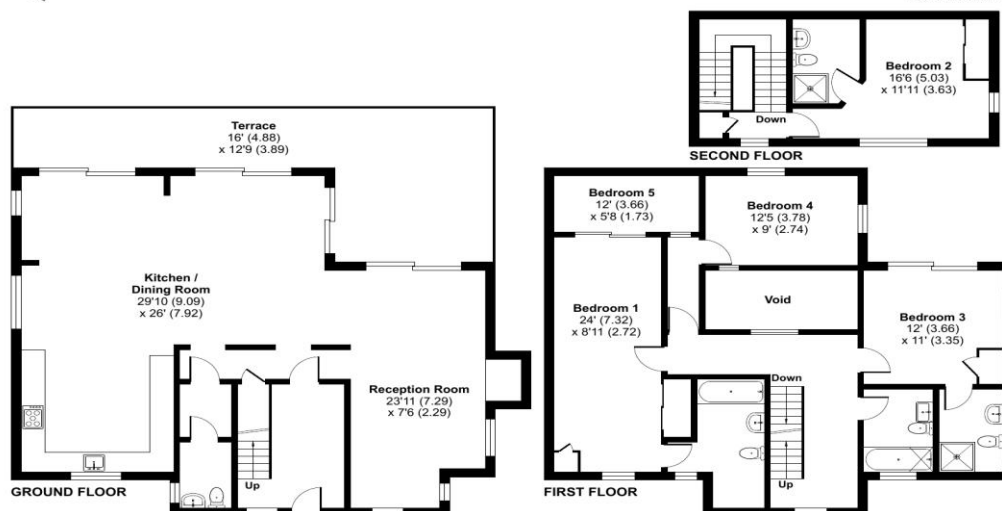 Terrace
16' (4.88)
x 12'9 (3.89)
Kitchen /
Dining Room
29'10 (9.09)
x 26' (7.92)
Reception Room
23'11 (7.29)
x 7'6 (2.29)
Up
GROUND FLOOR
Bedroom 2
16'6 (5.03)
x 11'11 (3.63)
Down
SECOND FLOOR
Bedroom 5
12' (3.66)
x 5'8 (1.73)
Bedroom 4
12'5 (3.78)
x 9' (2.74)
Void
Bedroom 1
24' (7.32)
x 8'11 (2.72)
Bedroom 3
12' (3.66)
x 11' (3.35)
Down
Up
FIRST FLOOR